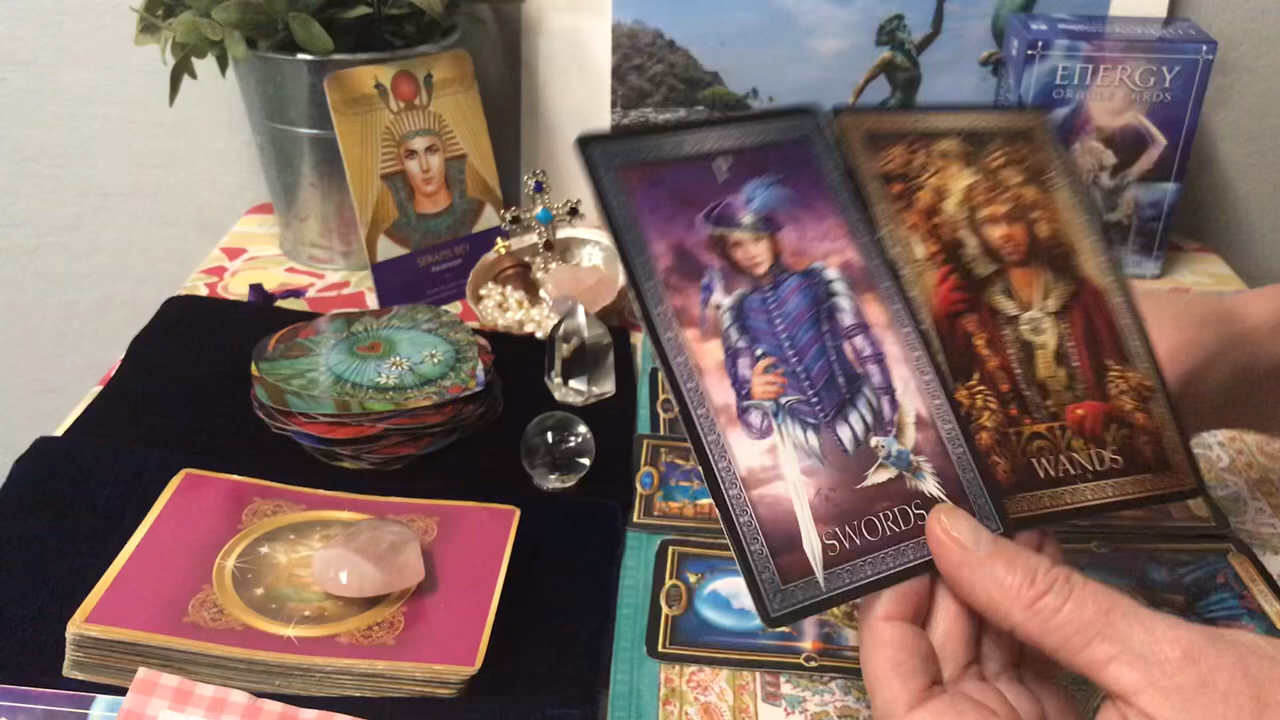 ENERGY
ORACLE CARDS
SERAPIS BEY
WANDS
SWORDS